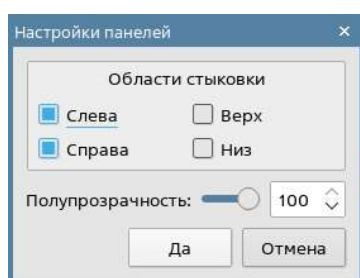 Настройки панелей
Области стыковки
Слева Верх
Справа Низ
Полупрозрачность: 100
Да Отмена